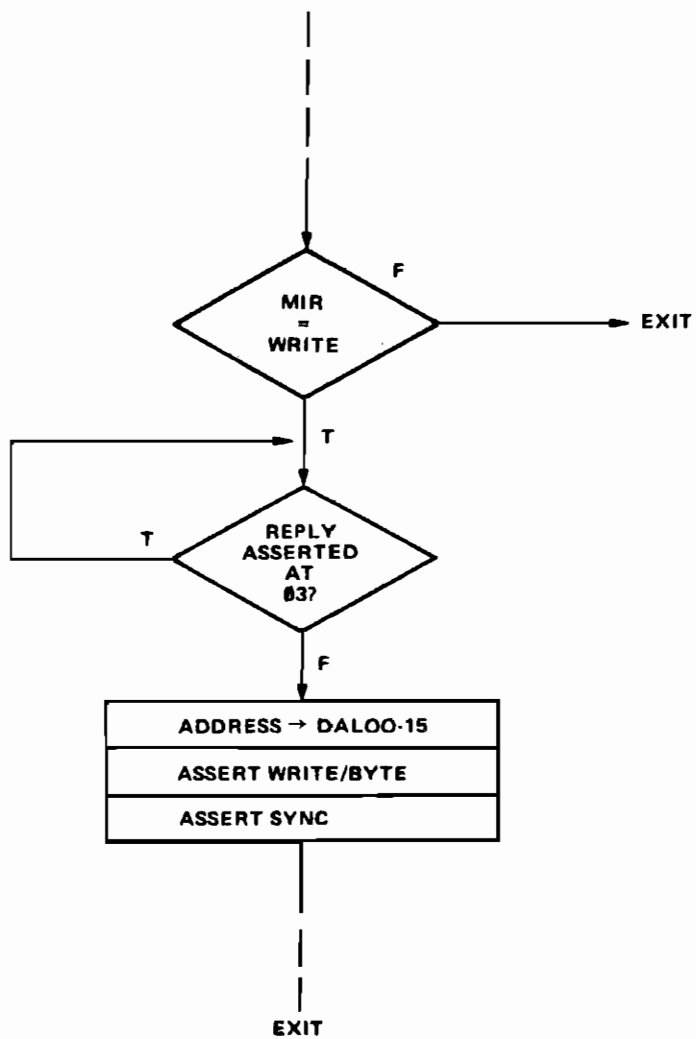 F
MIR
=
WRITE
EXIT
T
T
REPLY
ASSERTED
AT
Ø3?
F
ADDRESS → DAL00-15
ASSERT WRITE/BYTE
ASSERT SYNC
EXIT